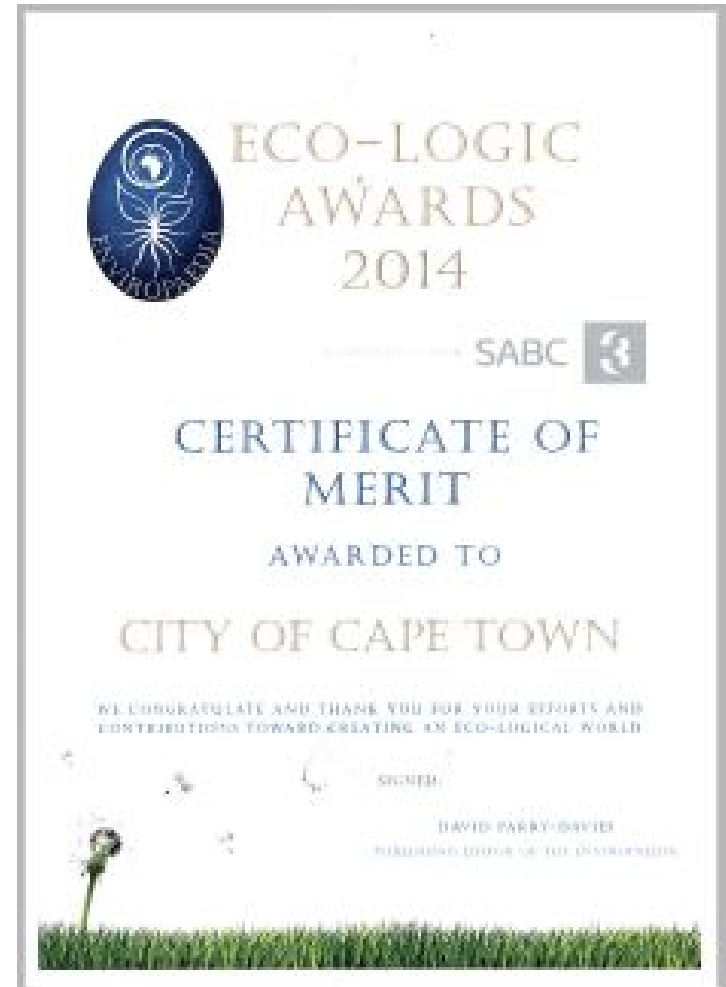 ECO-LOGIC
AWARDS
2014
ENVIROPAEDIA
SABC 3
CERTIFICATE OF
MERIT
AWARDED TO
CITY OF CAPE TOWN
WE CONGRATULATE AND THANK YOU FOR YOUR EFFORTS AND
CONTRIBUTIONS TOWARD CREATING AN ECO-LOGICAL WORLD
SIGNED
DAVID PARRY-DAVIES
EDITOR OF THE ENVIROPAEDIA